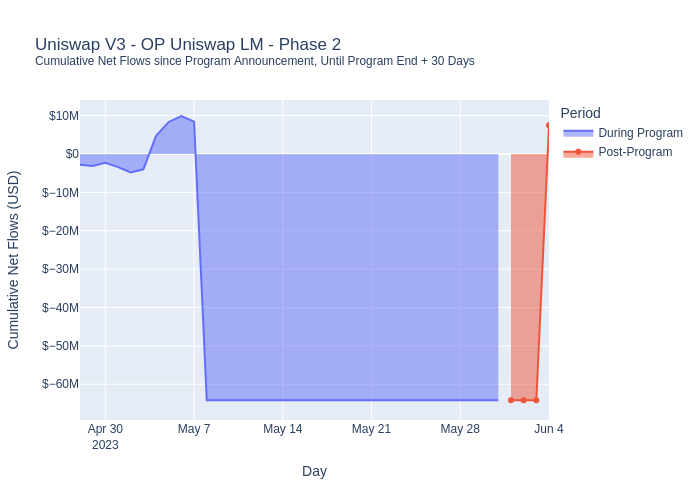 Uniswap V3 - OP Uniswap LM - Phase 2
Cumulative Net Flows since Program Announcement, Until Program End + 30 Days
Period
During Program
Post-Program
Cumulative Net Flows (USD)
$10M
$0
$−10M
$−20M
$−30M
$−40M
$−50M
$−60M
Apr 30
2023
May 7
May 14
May 21
May 28
Jun 4
Day